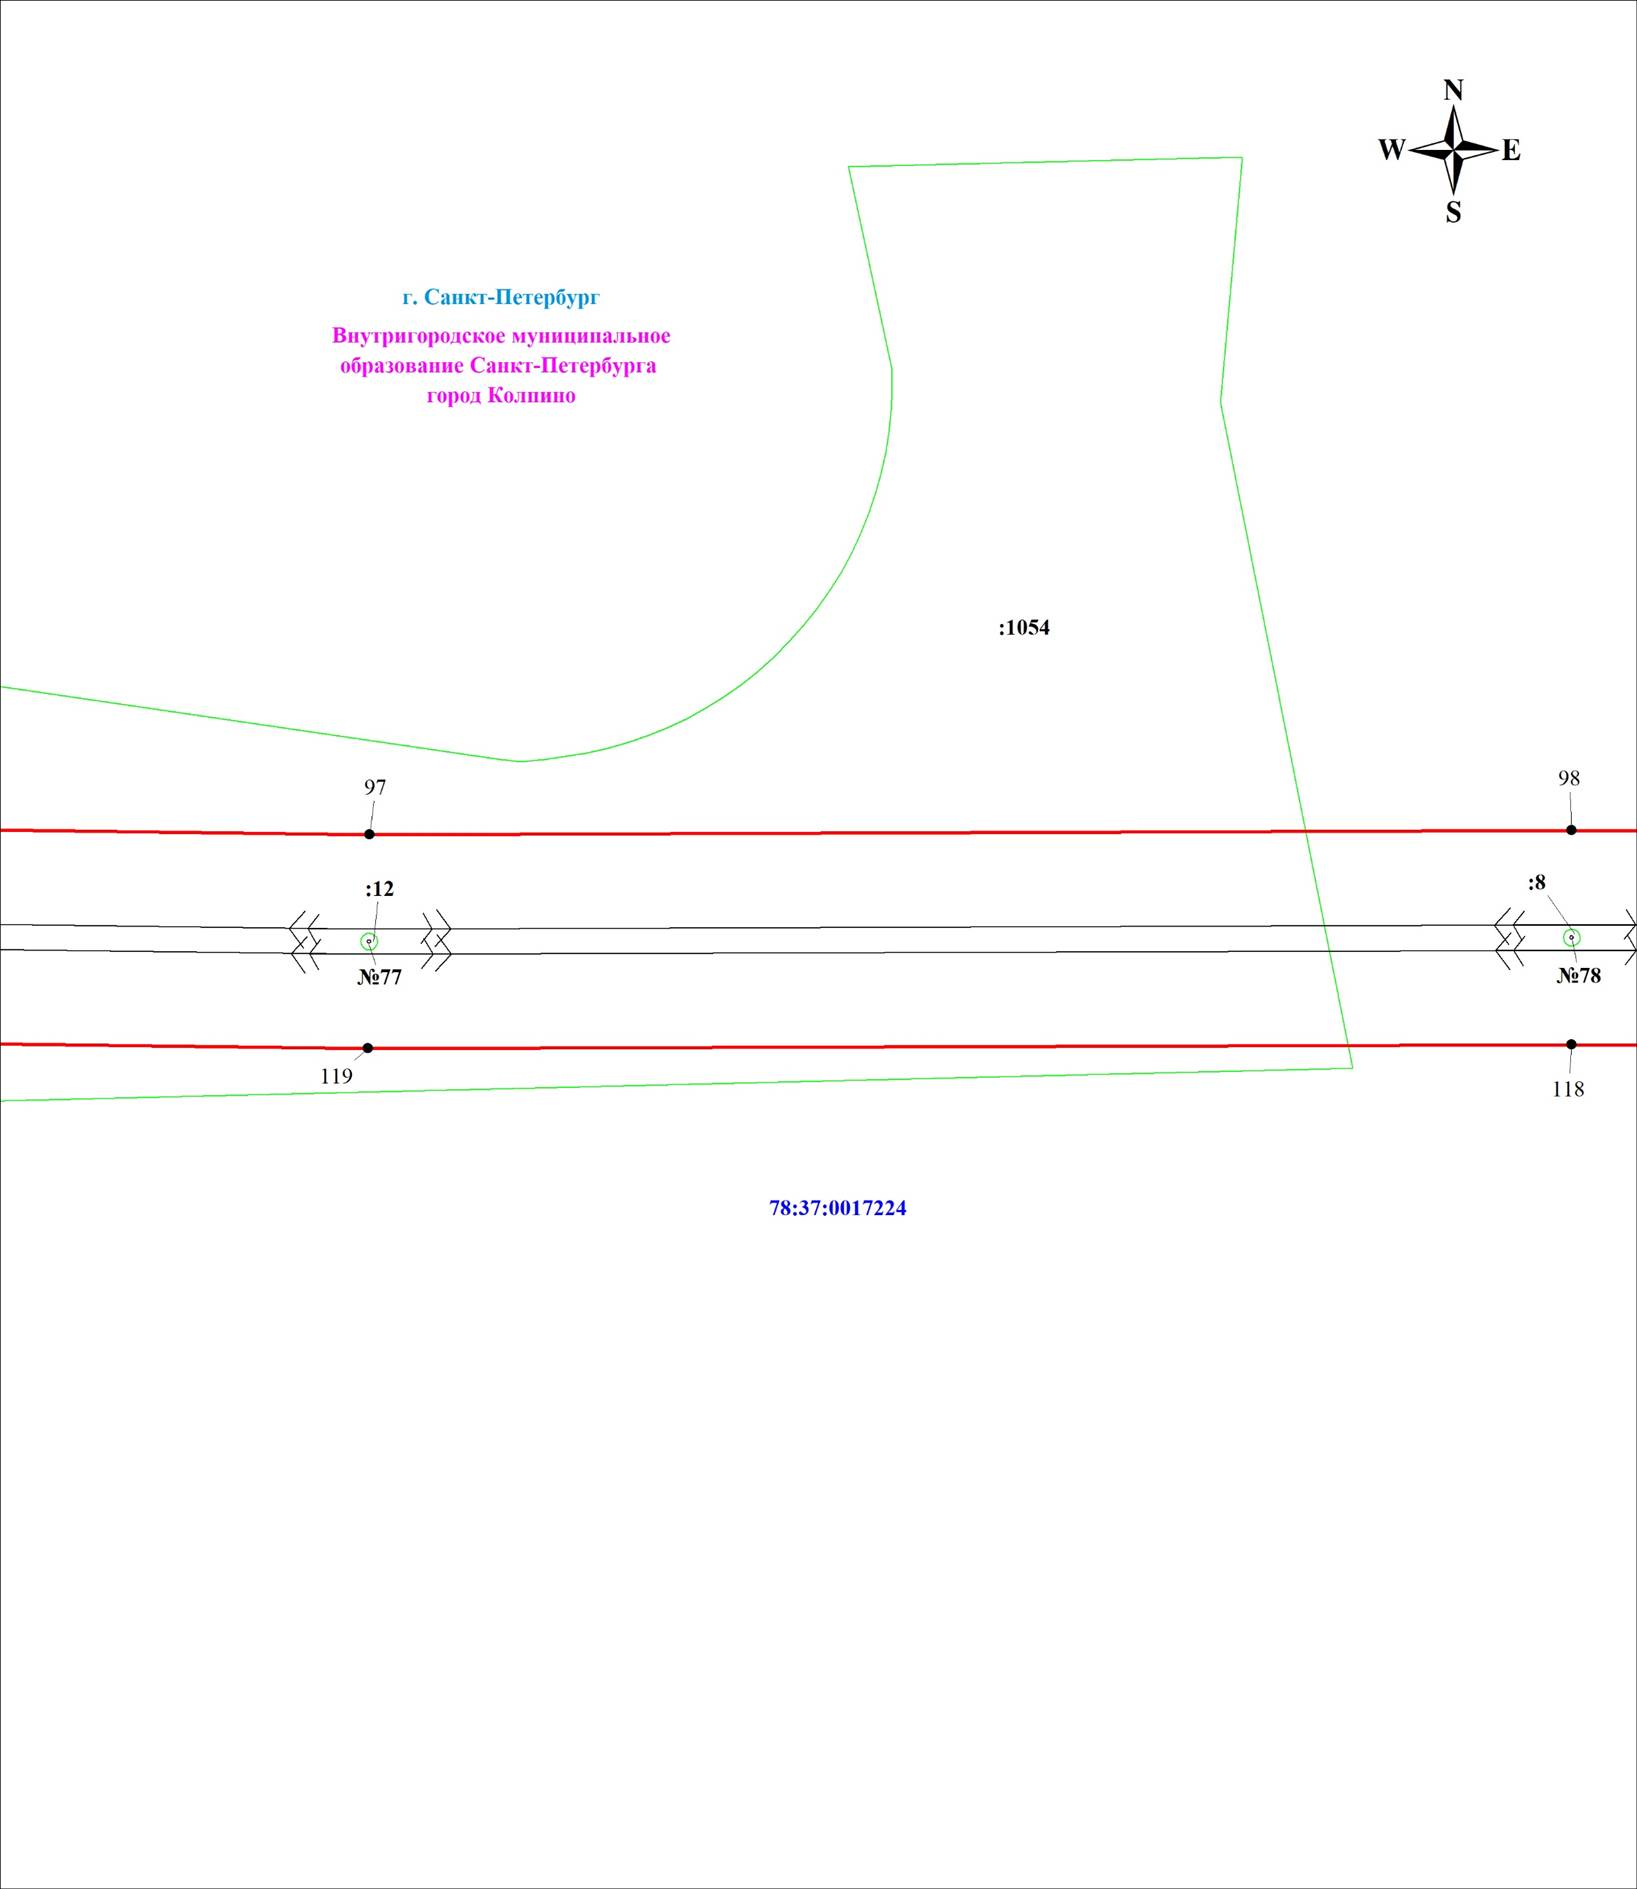 N
W E
S
г. Санкт-Петербург
Внутригородское муниципальное
образование Санкт-Петербурга
город Колпино
:1054
97
98
:12
:8
№77
№78
119
118
78:37:0017224